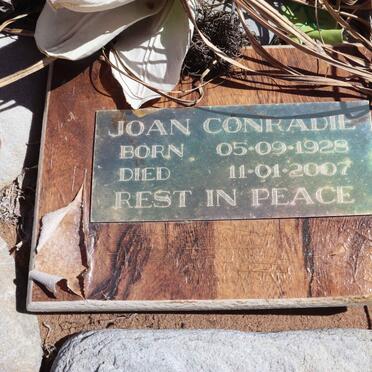 JOAN CONRADIE
BORN 05·09·1928
DIED 11·01·2007
REST IN PEACE